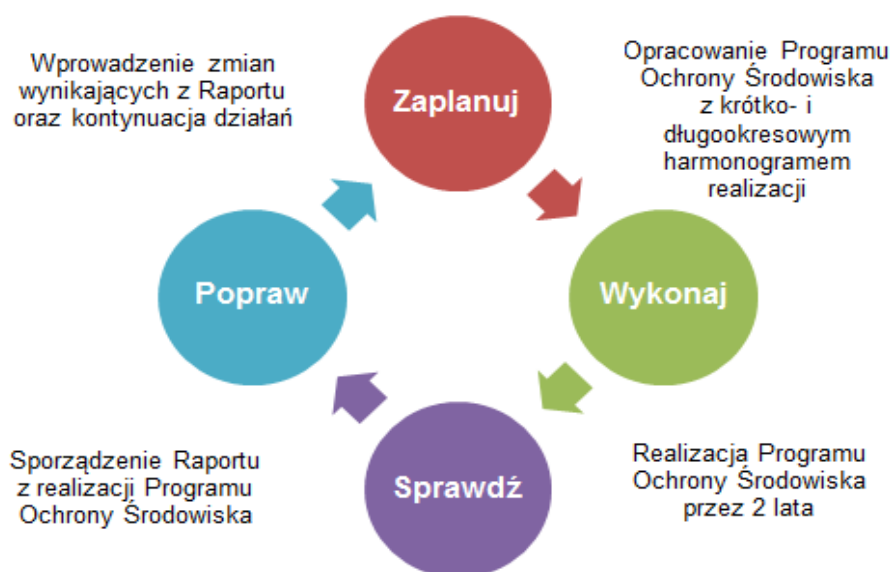 Wprowadzenie zmian
wynikających z Raportu
oraz kontynuacja działań
Zaplanuj
Opracowanie Programu
Ochrony Środowiska
z krótko- i
długookresowym
harmonogramem
realizacji
Popraw
Wykonaj
Sporządzenie Raportu
z realizacji Programu
Ochrony Środowiska
Sprawdź
Realizacja Programu
Ochrony Środowiska
przez 2 lata